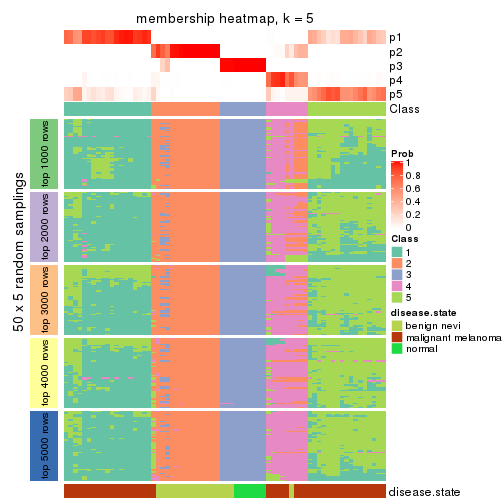 membership heatmap, k = 5
p1
p2
p3
p4
p5
Class
50 x 5 random samplings
top 1000 rows
top 2000 rows
top 3000 rows
top 4000 rows
top 5000 rows
Prob
1
0.8
0.6
0.4
0.2
0
Class
1
2
3
4
5
disease.state
benign nevi
malignant melanoma
normal
disease.state